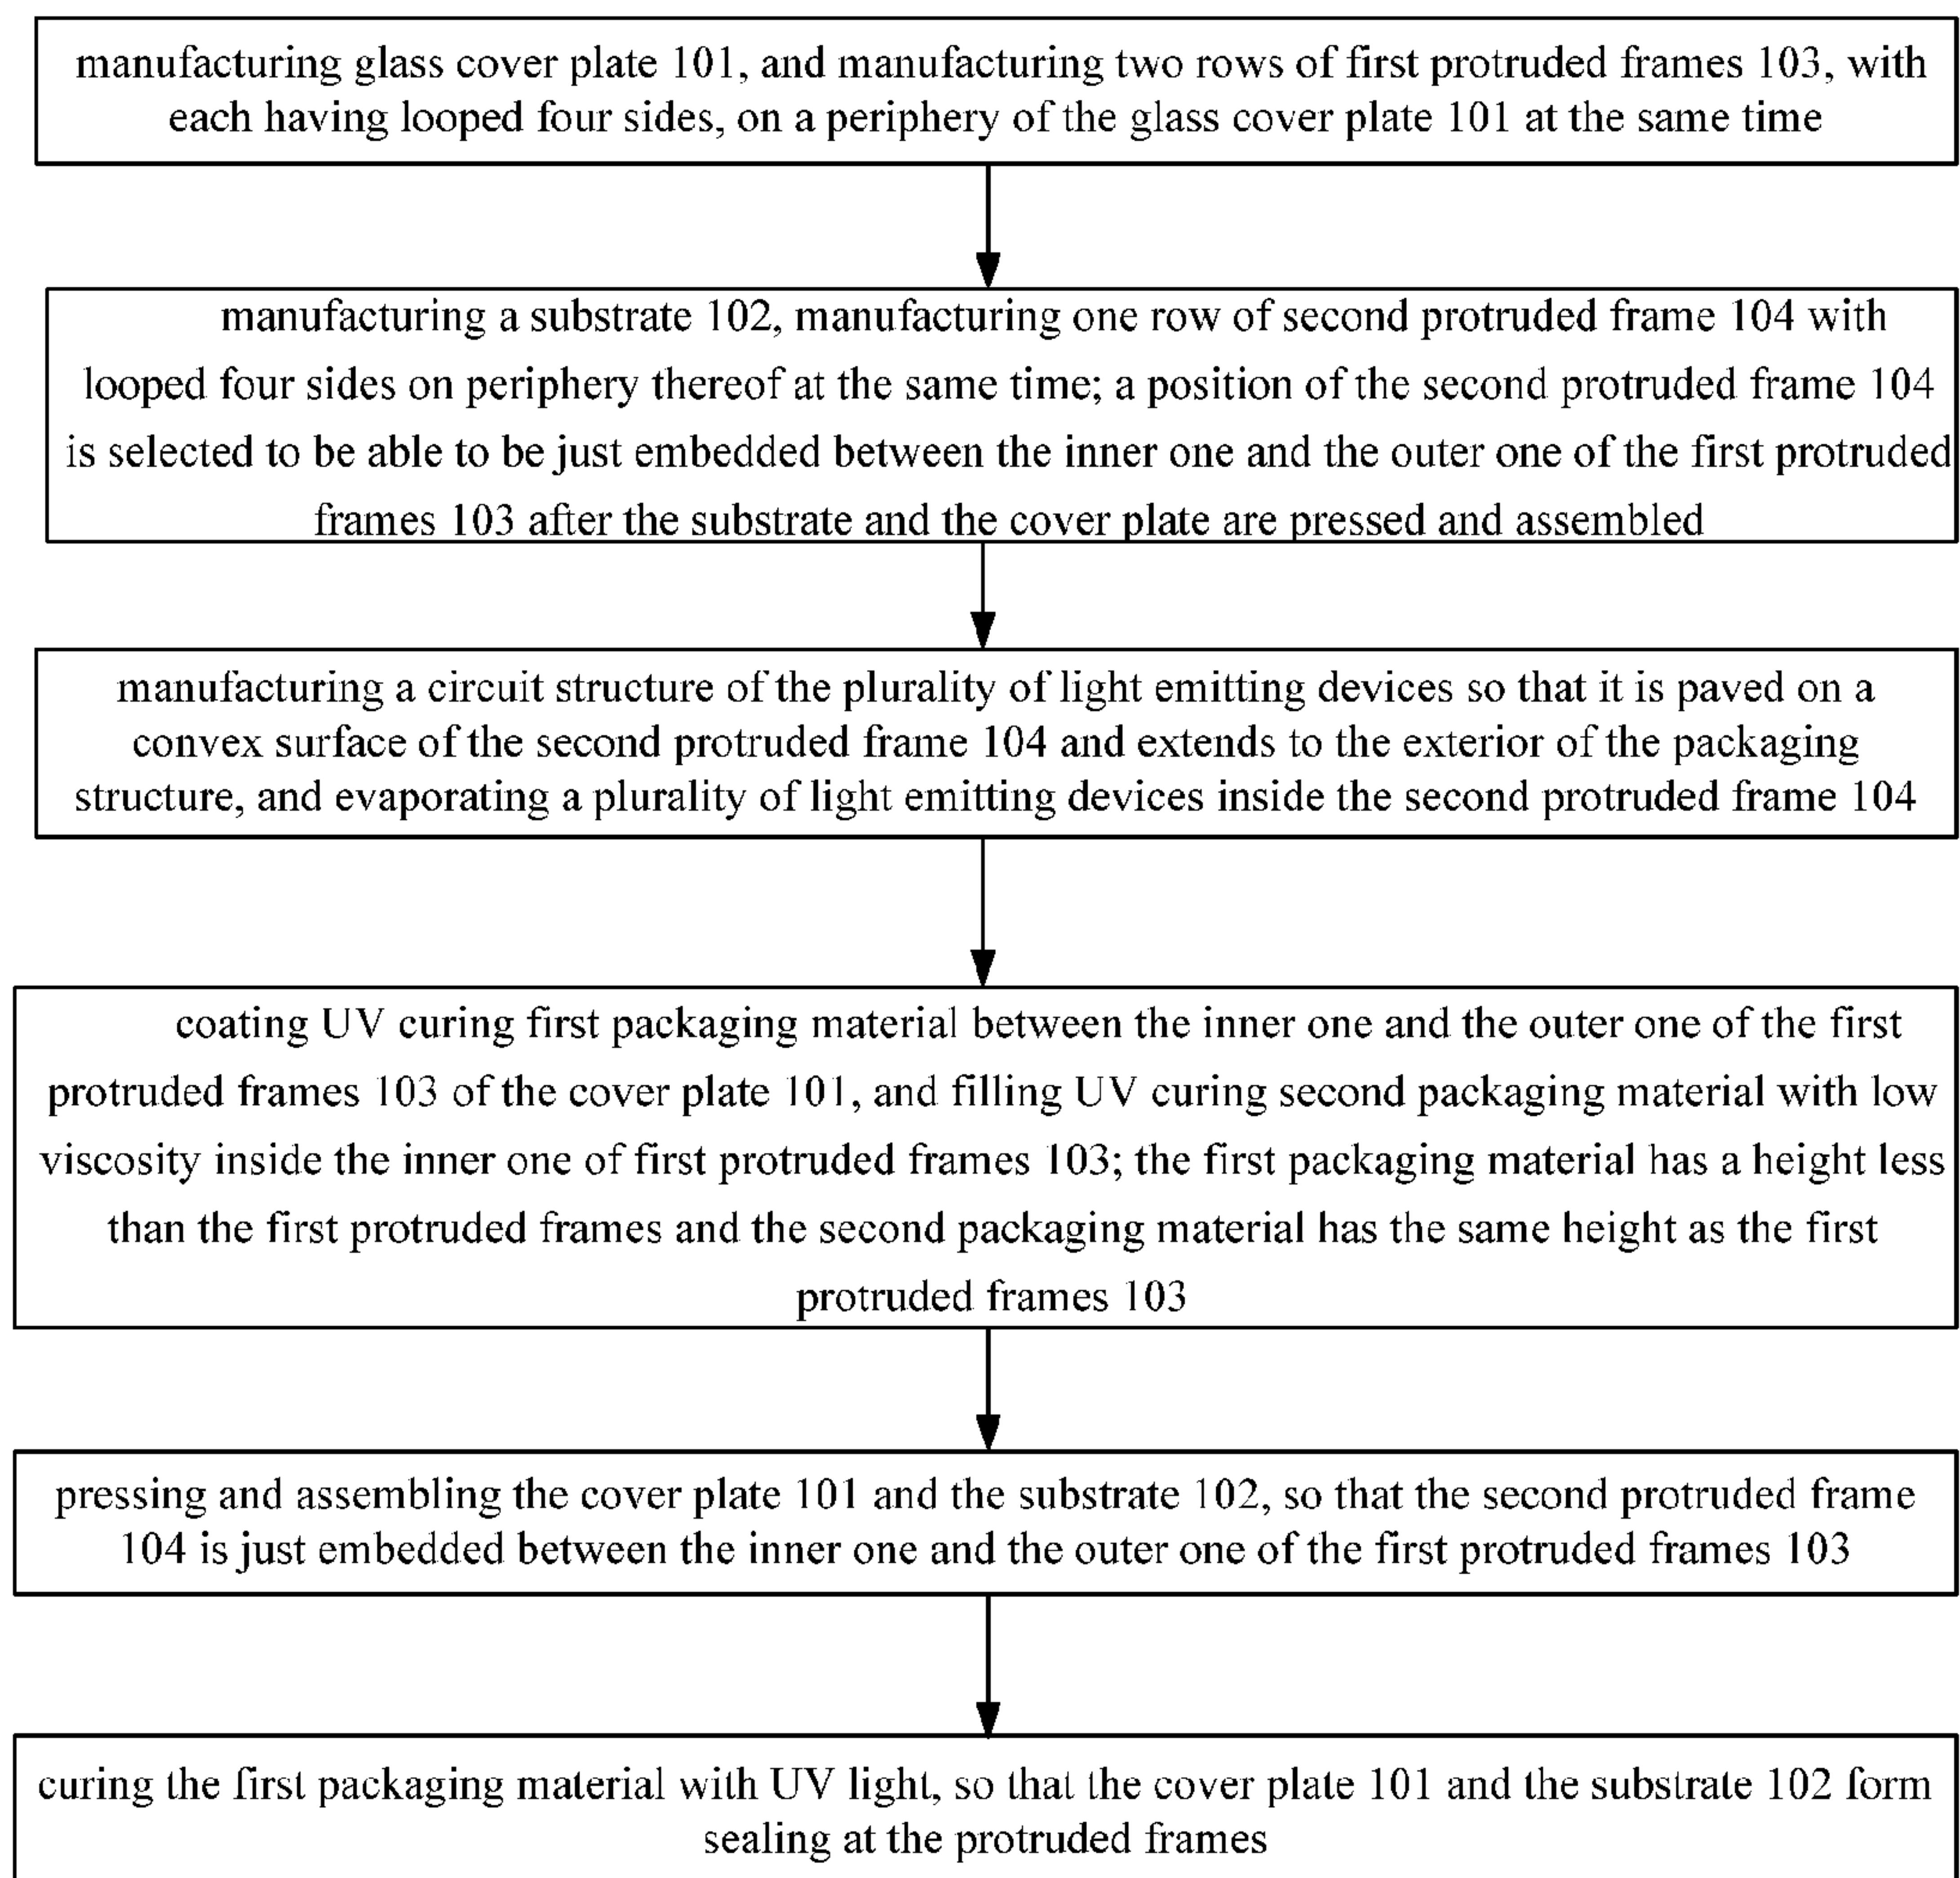 manufacturing glass cover plate 101, and manufacturing two rows of first protruded frames 103, with
each having looped four sides, on a periphery of the glass cover plate 101 at the same time
manufacturing a substrate 102, manufacturing one row of second protruded frame 104 with
looped four sides on periphery thereof at the same time; a position of the second protruded frame 104
is selected to be able to be just embedded between the inner one and the outer one of the first protruded
frames 103 after the substrate and the cover plate are pressed and assembled
manufacturing a circuit structure of the plurality of light emitting devices so that it is paved on a
convex surface of the second protruded frame 104 and extends to the exterior of the packaging
structure, and evaporating a plurality of light emitting devices inside the second protruded frame 104
coating UV curing first packaging material between the inner one and the outer one of the first
protruded frames 103 of the cover plate 101, and filling UV curing second packaging material with low
viscosity inside the inner one of first protruded frames 103; the first packaging material has a height less
than the first protruded frames and the second packaging material has the same height as the first
protruded frames 103
pressing and assembling the cover plate 101 and the substrate 102, so that the second protruded frame
104 is just embedded between the inner one and the outer one of the first protruded frames 103
curing the first packaging material with UV light, so that the cover plate 101 and the substrate 102 form
sealing at the protruded frames